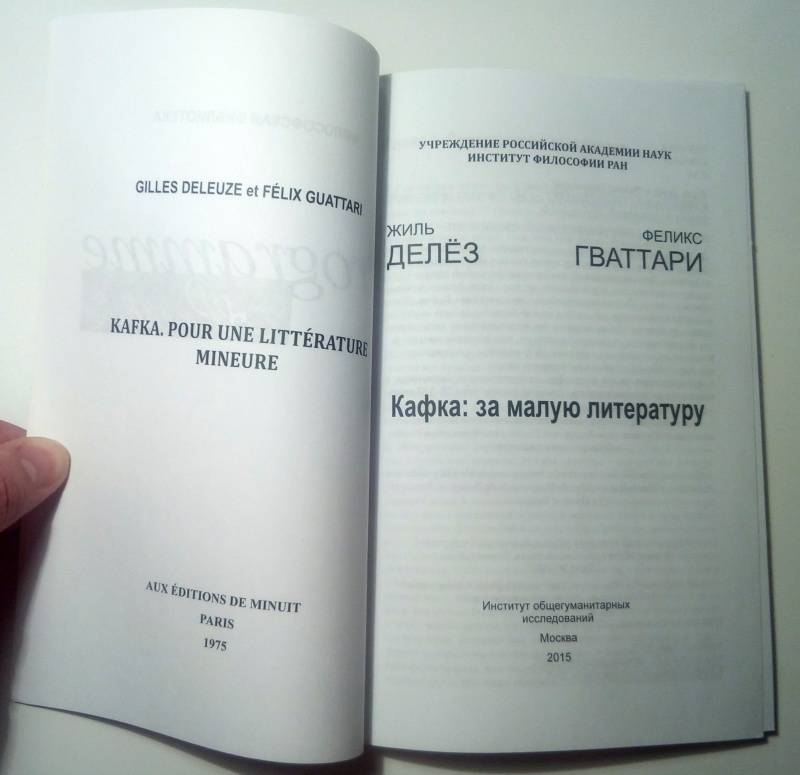 GILLES DELEUZE et FÉLIX GUATTARI
KAFKA. POUR UNE LITTÉRATURE
MINEURE
AUX ÉDITIONS DE MINUIT
PARIS
1975
УЧРЕЖДЕНИЕ РОССИЙСКОЙ АКАДЕМИИ НАУК
ИНСТИТУТ ФИЛОСОФИИ РАН
ЖИЛЬ
ДЕЛЁЗ
ФЕЛИКС
ГВАТТАРИ
Кафка: за малую литературу
Институт общегуманитарных
исследований
Москва
2015